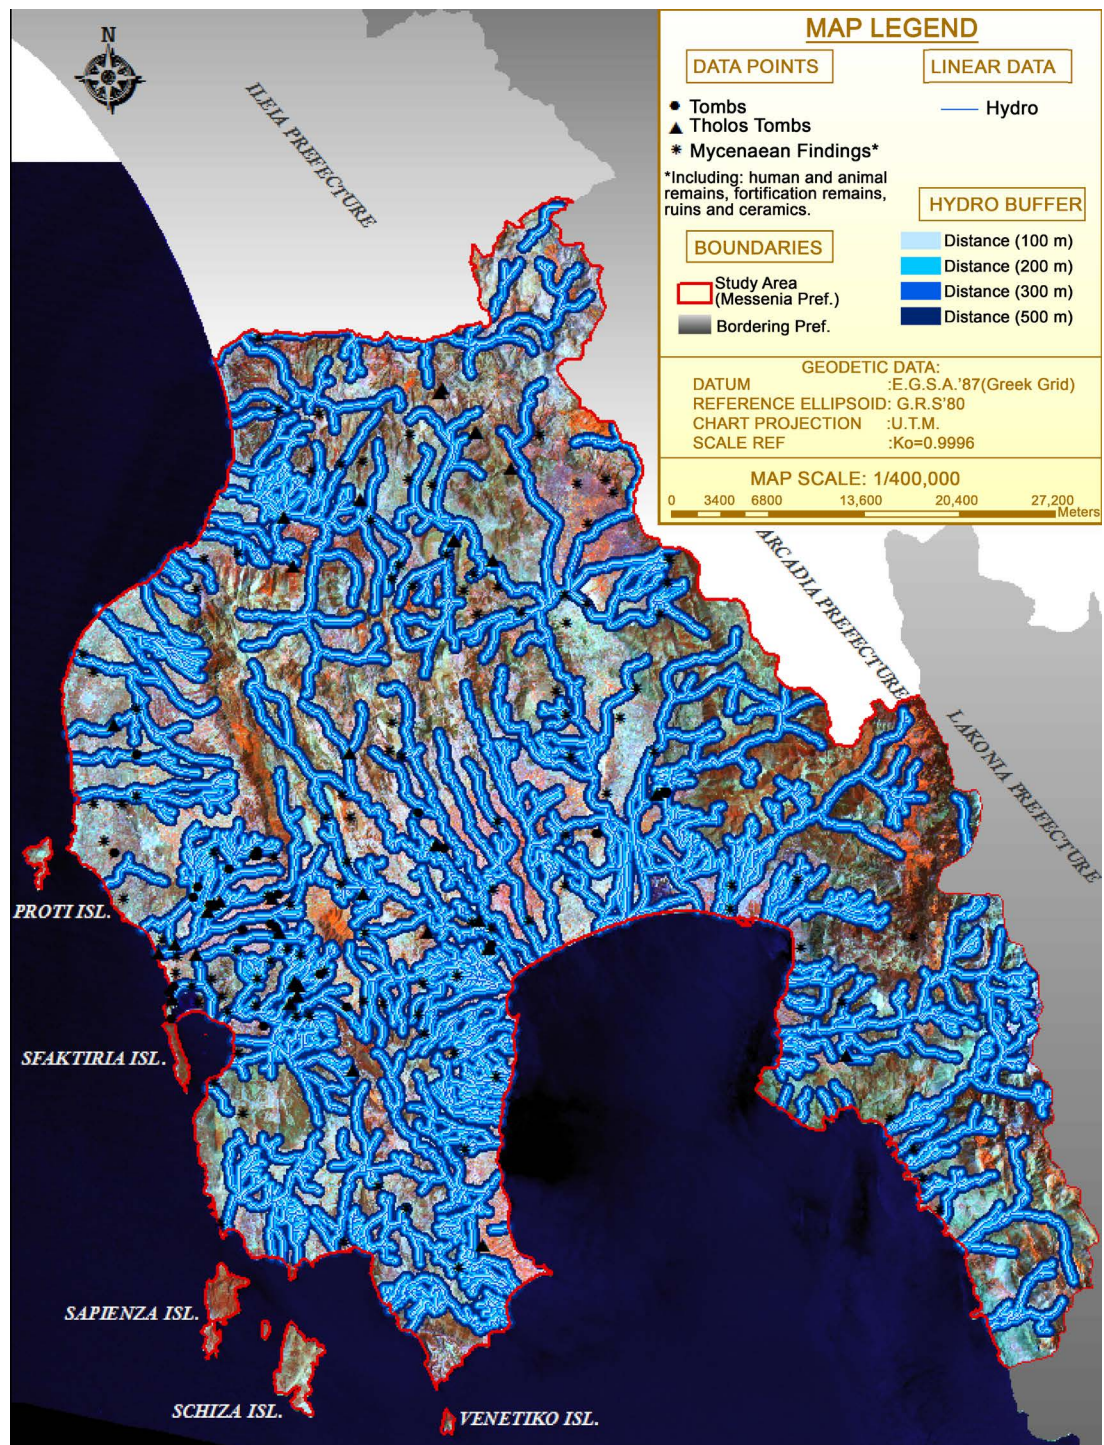 MAP LEGEND
DATA POINTS
LINEAR DATA
Tombs
Tholos Tombs
Mycenaean Findings*
Hydro
*Including: human and animal
remains, fortification remains,
ruins and ceramics.
HYDRO BUFFER
Distance (100 m)
Distance (200 m)
Distance (300 m)
Distance (500 m)
BOUNDARIES
Study Area
(Messenia Pref.)
Bordering Pref.
GEODETIC DATA:
DATUM :E.G.S.A.'87(Greek Grid)
REFERENCE ELLIPSOID: G.R.S'80
CHART PROJECTION :U.T.M.
SCALE REF :Ko=0.9996
MAP SCALE: 1/400,000
0 3400 6800 13,600 20,400 27,200
Meters
N
ILEIA PREFECTURE
ARCADIA PREFECTURE
LAKONIA PREFECTURE
PROTI ISL.
SFAKTIRIA ISL.
SAPIENZA ISL.
SCHIZA ISL.
VENETIKO ISL.